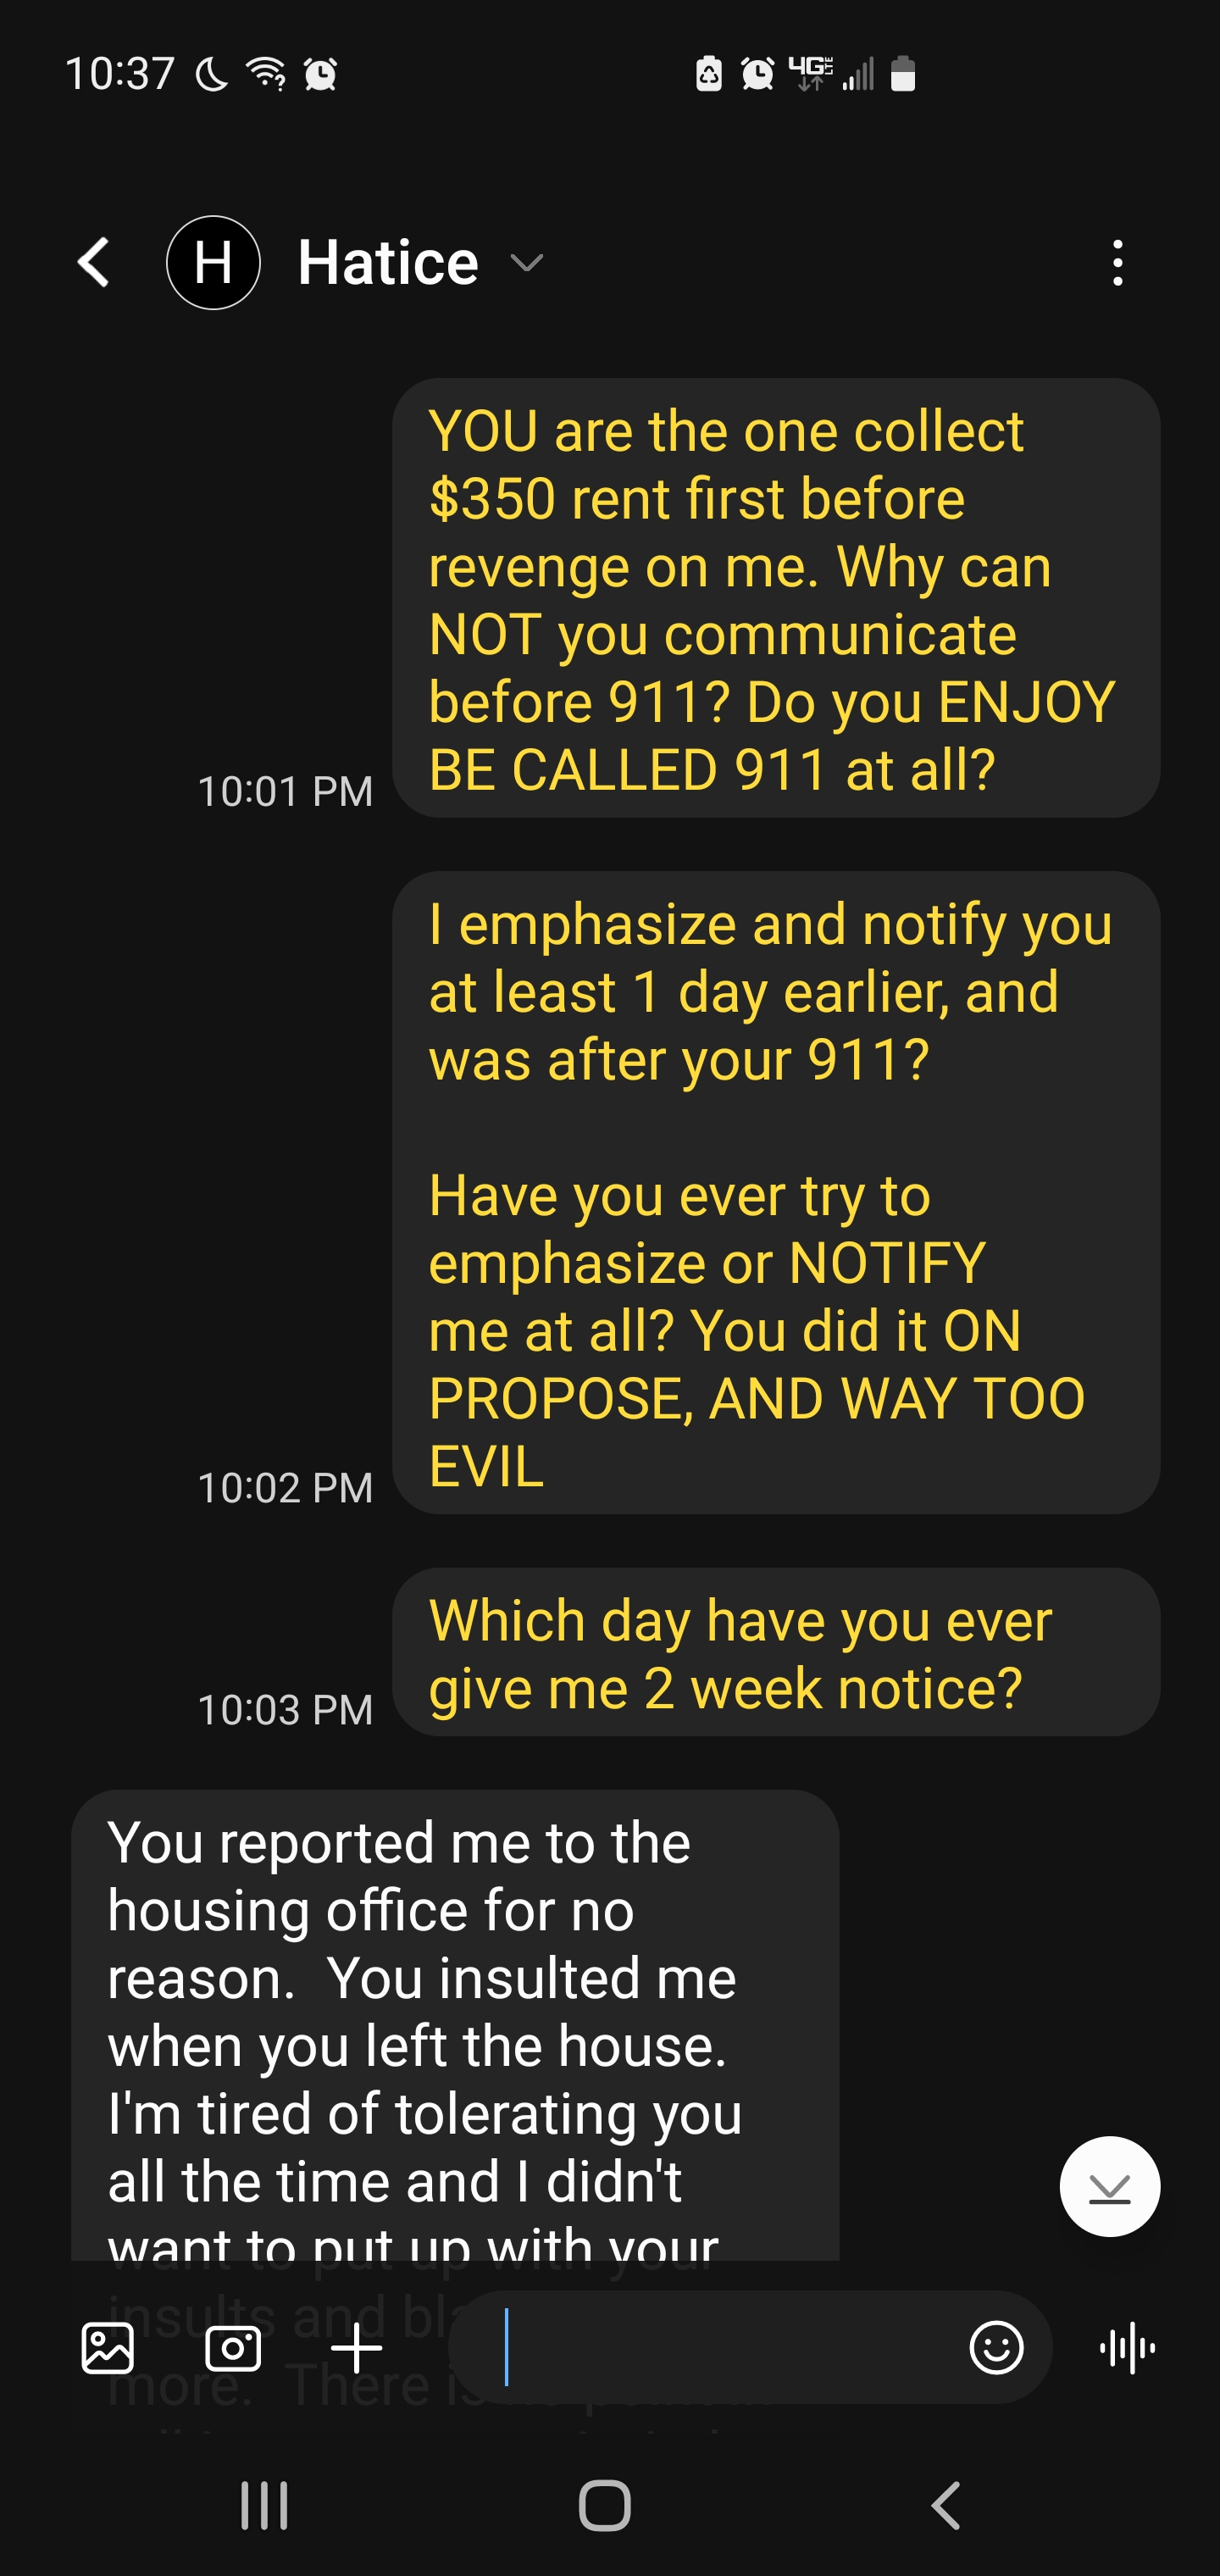 10:37
4G LTE
H
Hatice
YOU are the one collect
$350 rent first before
revenge on me. Why can
NOT you communicate
before 911? Do you ENJOY
BE CALLED 911 at all?
10:01 PM
I emphasize and notify you
at least 1 day earlier, and
was after your 911?
Have you ever try to
emphasize or NOTIFY
me at all? You did it ON
PROPOSE, AND WAY TOO
EVIL
10:02 PM
Which day have you ever
give me 2 week notice?
10:03 PM
You reported me to the
housing office for no
reason.  You insulted me
when you left the house.
I'm tired of tolerating you
all the time and I didn't
want to put up with your
insults and
more.  There